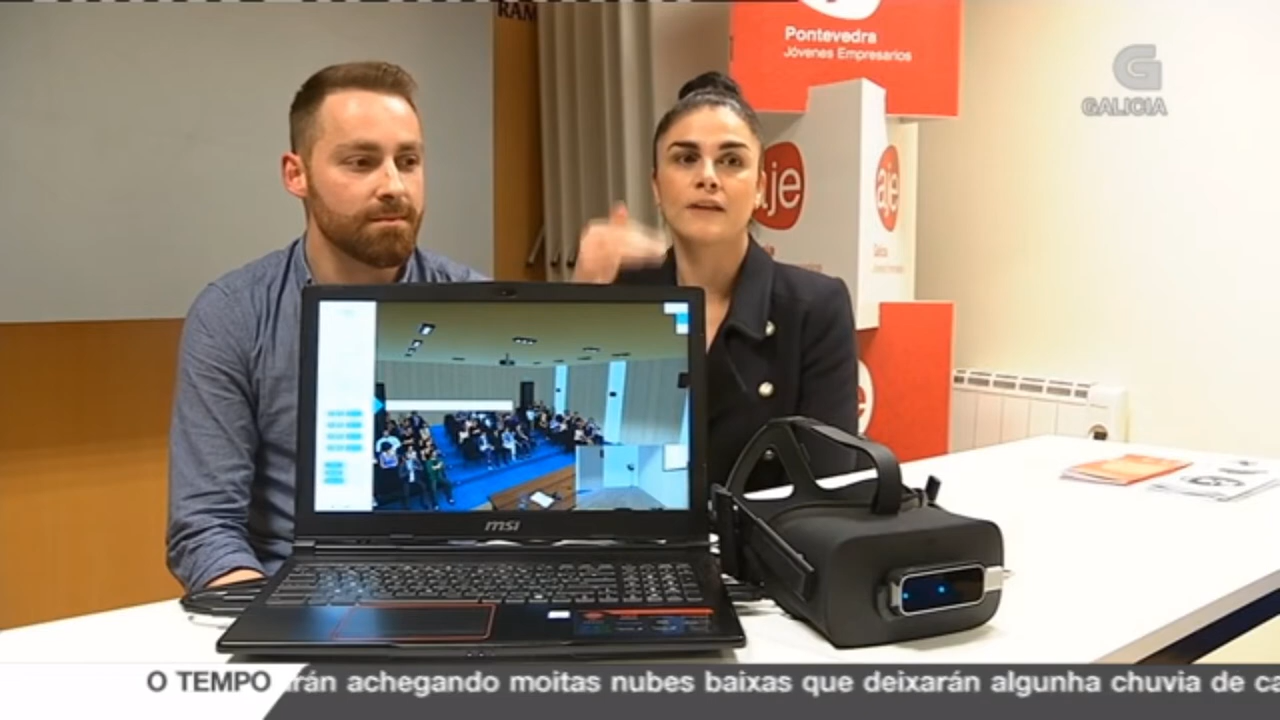 RAM
Pontevedra
Jóvenes Empresarios
G
GALICIA
aje
aje
msi
O TEMPO
rán achegando moitas nubes baixas que deixarán algunha chuvia de ca